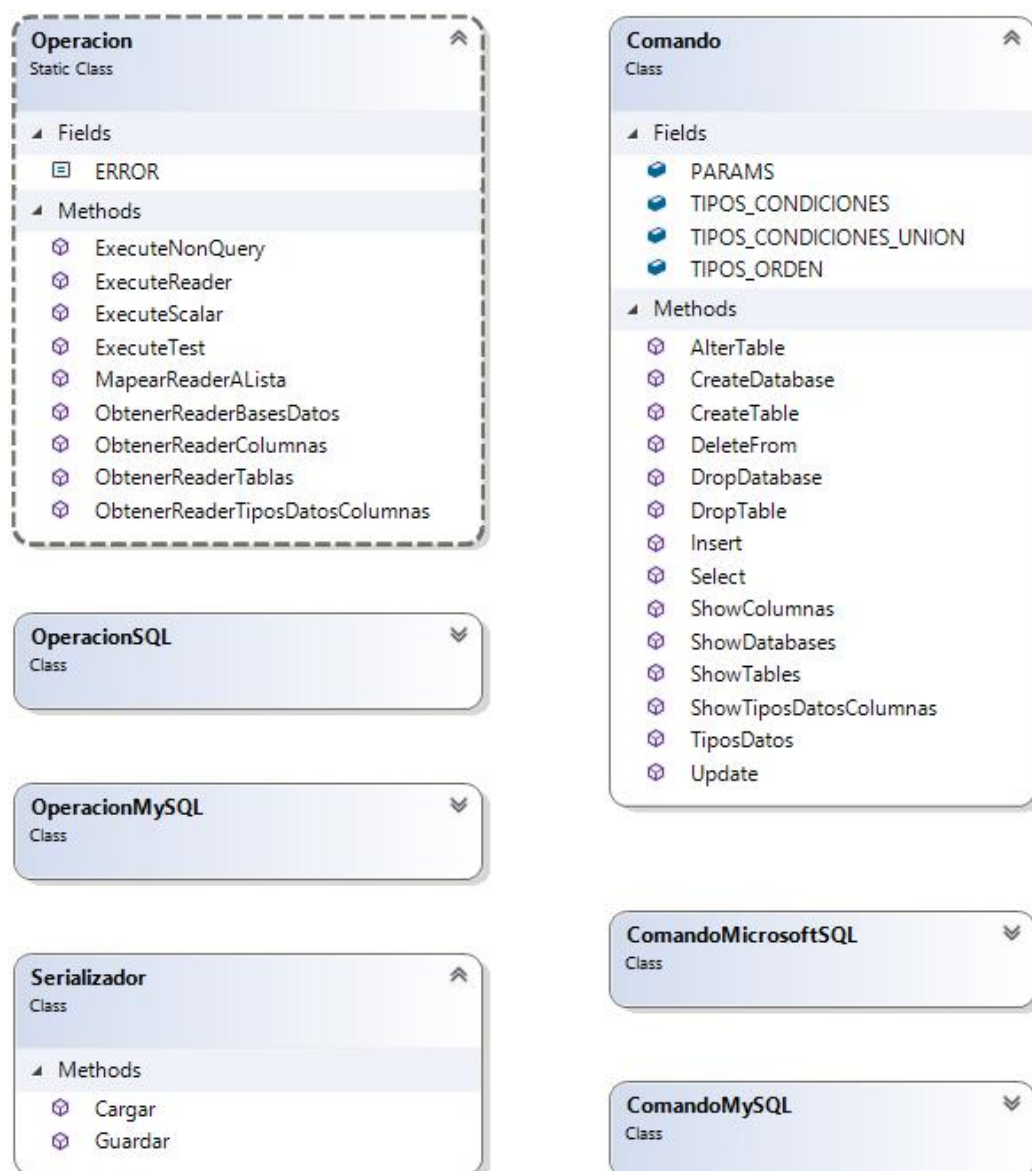 Operacion
Static Class
Fields
ERROR
Methods
ExecuteNonQuery
ExecuteReader
ExecuteScalar
ExecuteTest
MapearReaderALista
ObtenerReaderBasesDatos
ObtenerReaderColumnas
ObtenerReaderTablas
ObtenerReaderTiposDatosColumnas
OperacionSQL
Class
OperacionMySQL
Class
Serializador
Class
Methods
Cargar
Guardar
Comando
Class
Fields
PARAMS
TIPOS_CONDICIONES
TIPOS_CONDICIONES_UNION
TIPOS_ORDEN
Methods
AlterTable
CreateDatabase
CreateTable
DeleteFrom
DropDatabase
DropTable
Insert
Select
ShowColumnas
ShowDatabases
ShowTables
ShowTiposDatosColumnas
TiposDatos
Update
ComandoMicrosoftSQL
Class
ComandoMySQL
Class